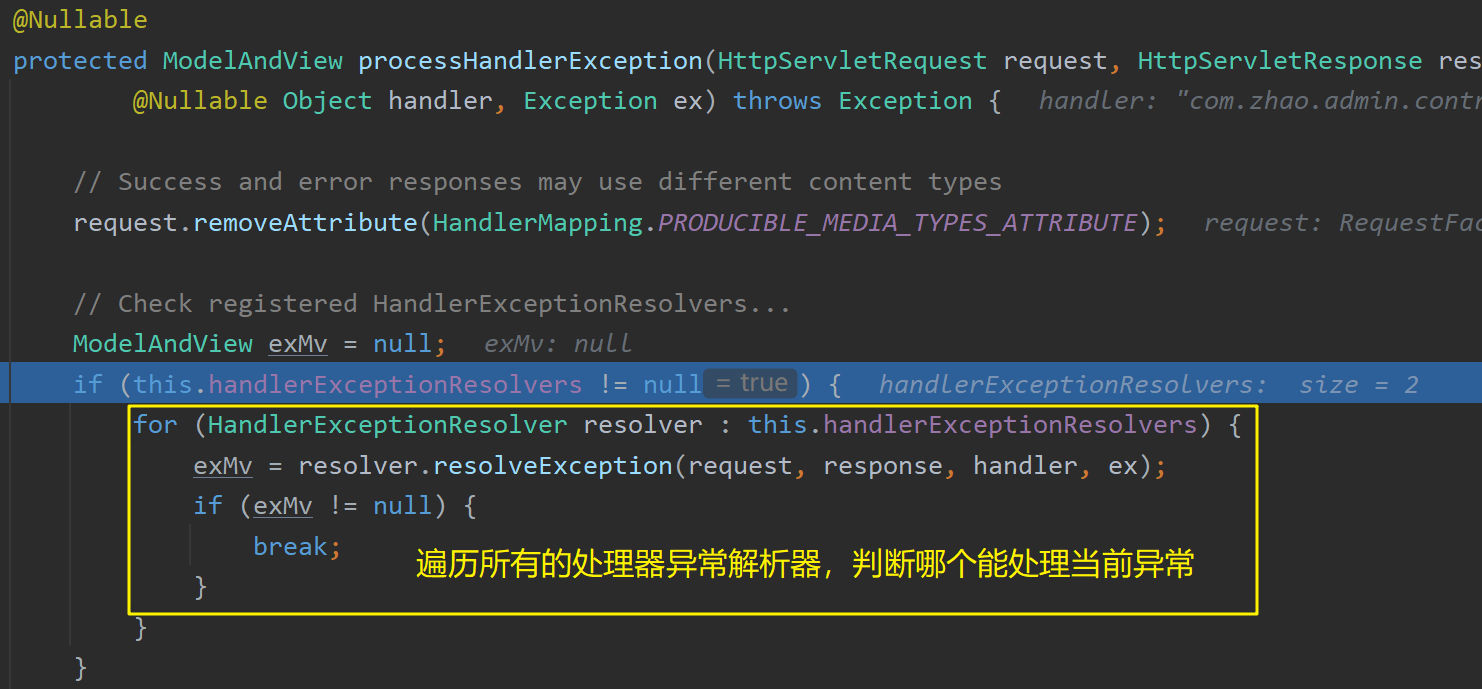 @Nullable
protected ModelAndView processHandlerException(HttpServletRequest request, HttpServletResponse res
@Nullable Object handler, Exception ex) throws Exception { handler: "com.zhao.admin.contr
// Success and error responses may use different content types
request.removeAttribute(HandlerMapping.PRODUCIBLE_MEDIA_TYPES_ATTRIBUTE); request: RequestFac
// Check registered HandlerExceptionResolvers...
ModelAndView exMv = null; exMv: null
if (this.handlerExceptionResolvers != null = true ) { handlerExceptionResolvers: size = 2
for (HandlerExceptionResolver resolver : this.handlerExceptionResolvers) {
exMv = resolver.resolveException(request, response, handler, ex);
if (exMv != null) {
break;
遍历所有的处理器异常解析器，判断哪个能处理当前异常
}
}
}